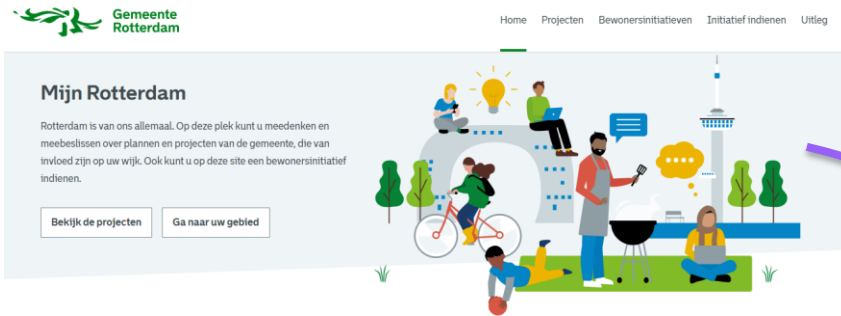 Gemeente
Rotterdam
Home Projecten Bewonersinitiatieven Initiatief indienen Uitleg
Mijn Rotterdam
Rotterdam is van ons allemaal. Op deze plek kunt u meedenken en
meebeslissen over plannen en projecten van de gemeente, die van
invloed zijn op uw wijk. Ook kunt u op deze site een bewonersinitiatief
indienen.
Bekijk de projecten Ga naar uw gebied